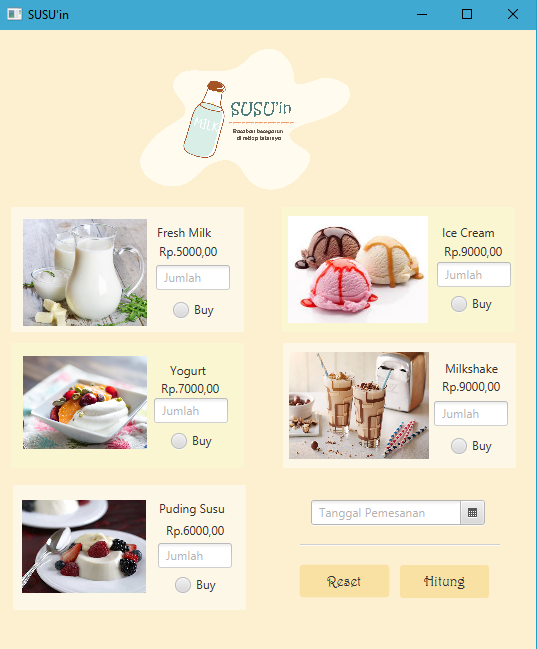 SUSU'in
MILK
SUSU'in
Rasakan kesegaran
di setiap tetesnya
Fresh Milk
Rp.5000,00
Jumlah
Buy
Ice Cream
Rp.9000,00
Jumlah
Buy
Yogurt
Rp.7000,00
Jumlah
Buy
Milkshake
Rp.9000,00
Jumlah
Buy
Puding Susu
Rp.6000,00
Jumlah
Buy
Tanggal Pemesanan
Reset
Hitung